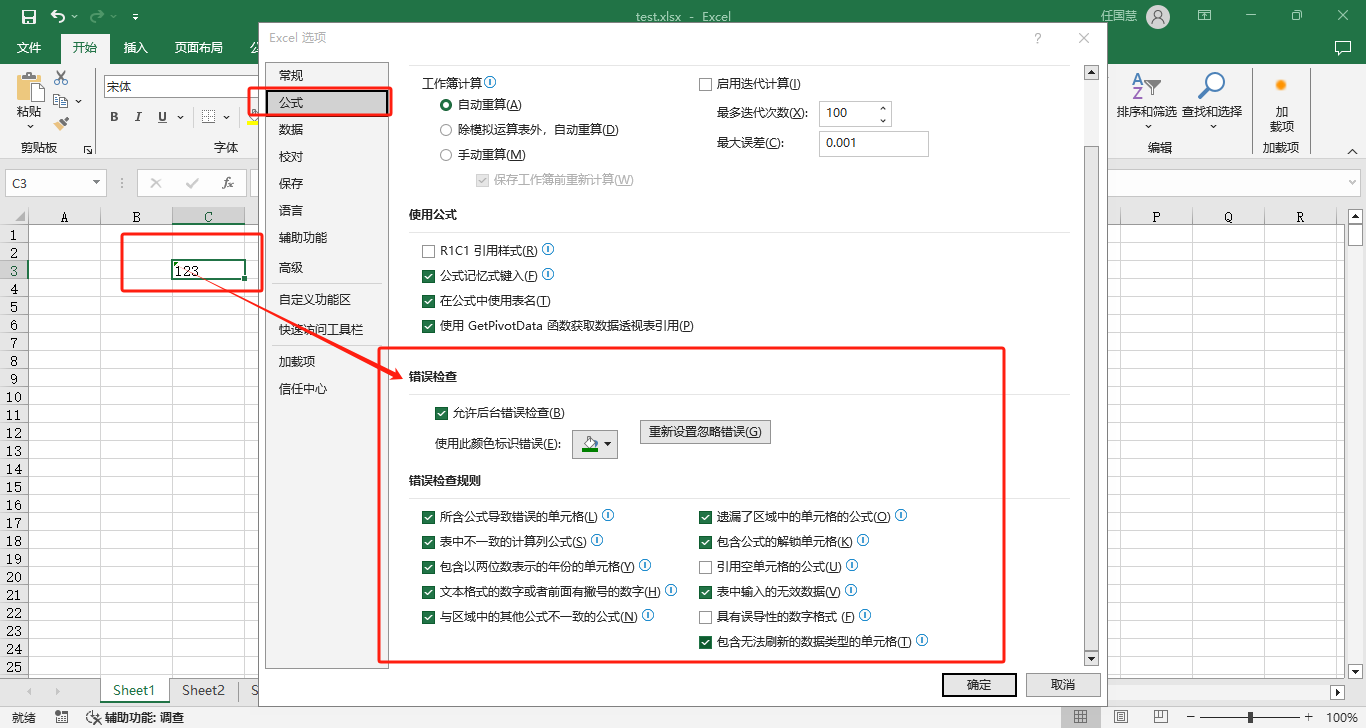 test.xlsx - Excel
任国慧
文件
开始
插入
页面布局
粘贴
剪贴板
宋体
B I U
字体
排序和筛选
查找和选择
编辑
加
载项
加载项
C3
fx
A B C P Q R
1
2
3
123
4
5
6
7
8
9
10
11
12
13
14
15
16
17
18
19
20
21
22
23
24
25
Excel 选项
?
常规
公式
数据
校对
保存
语言
辅助功能
高级
自定义功能区
快速访问工具栏
加载项
信任中心
工作簿计算
自动重算(A)
除模拟运算表外，自动重算(D)
手动重算(M)
保存工作簿前重新计算(W)
启用迭代计算(I)
最多迭代次数(X): 100
最大误差(C): 0.001
使用公式
R1C1 引用样式(R)
公式记忆式键入(F)
在公式中使用表名(T)
使用 GetPivotData 函数获取数据透视表引用(P)
错误检查
允许后台错误检查(B)
使用此颜色标识错误(E):
重新设置忽略错误(G)
错误检查规则
所含公式导致错误的单元格(L)
表中不一致的计算列公式(S)
包含以两位数表示的年份的单元格(Y)
文本格式的数字或者前面有撇号的数字(H)
与区域中的其他公式不一致的公式(N)
遗漏了区域中的单元格的公式(O)
包含公式的解锁单元格(K)
引用空单元格的公式(U)
表中输入的无效数据(V)
具有误导性的数字格式 (F)
包含无法刷新的数据类型的单元格(T)
确定
取消
Sheet1
Sheet2
就绪
辅助功能: 调查
100%